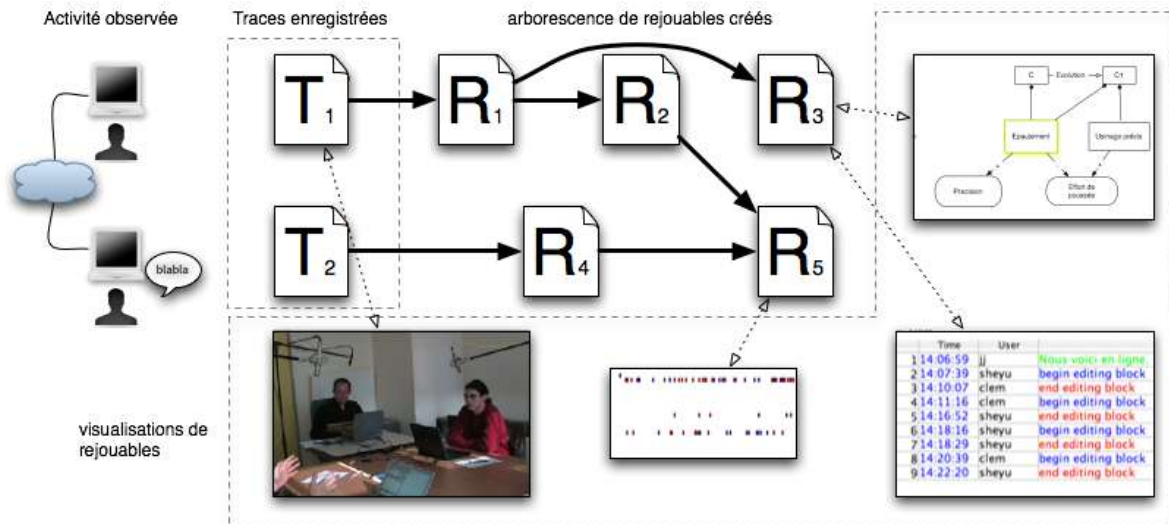 Activité observée
Traces enregistrées
arborescence de rejouables créés
T1
R1
R2
R3
C
Evolution
C1
Epaulement
Usinage précis
Precision
Effort de
poussée
T2
R4
R5
blabla
visualisations de
rejouables
Time User
1 14:06:59 jj Nous voici en ligne.
2 14:07:39 sheyu begin editing block
3 14:10:07 clem end editing block
4 14:11:16 clem begin editing block
5 14:16:52 sheyu end editing block
6 14:18:16 sheyu begin editing block
7 14:18:29 sheyu end editing block
8 14:20:39 clem begin editing block
9 14:22:20 sheyu end editing block